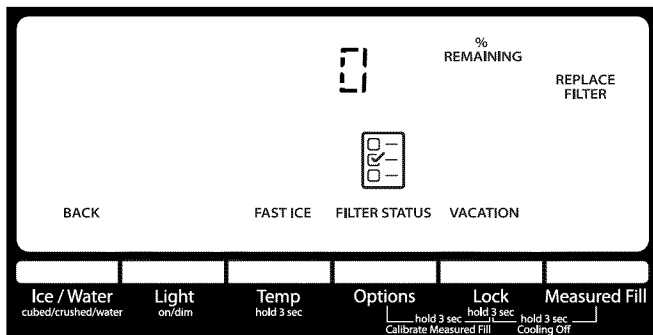 0
%
REMAINING
REPLACE
FILTER
BACK
FAST ICE
FILTER STATUS
VACATION
Ice / Water
cubed/crushed/water
Light
on/dim
Temp
hold 3 sec
Options
Lock
hold 3 sec
Measured Fill
hold 3 sec
Calibrate Measured Fill
hold 3 sec
Cooling Off